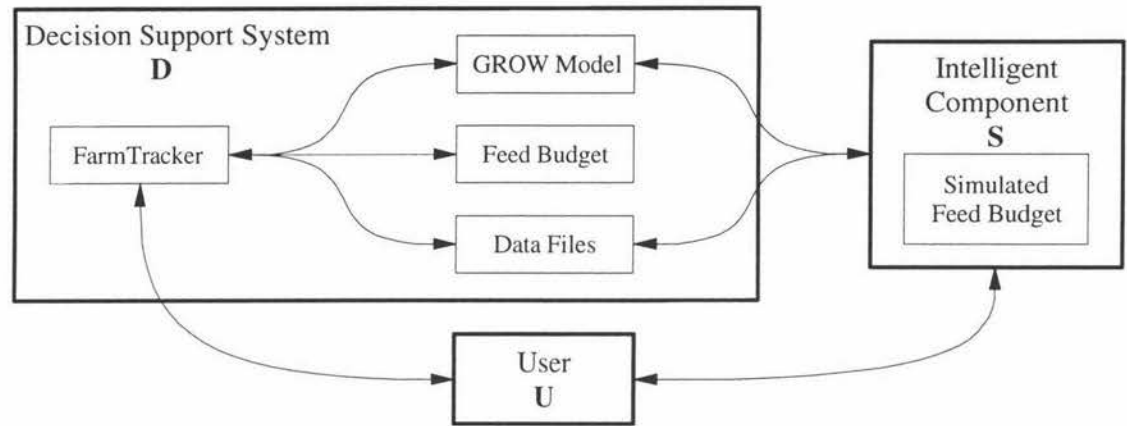 Decision Support System
D
GROW Model
FarmTracker
Feed Budget
Data Files
Intelligent
Component
S
Simulated
Feed Budget
User
U